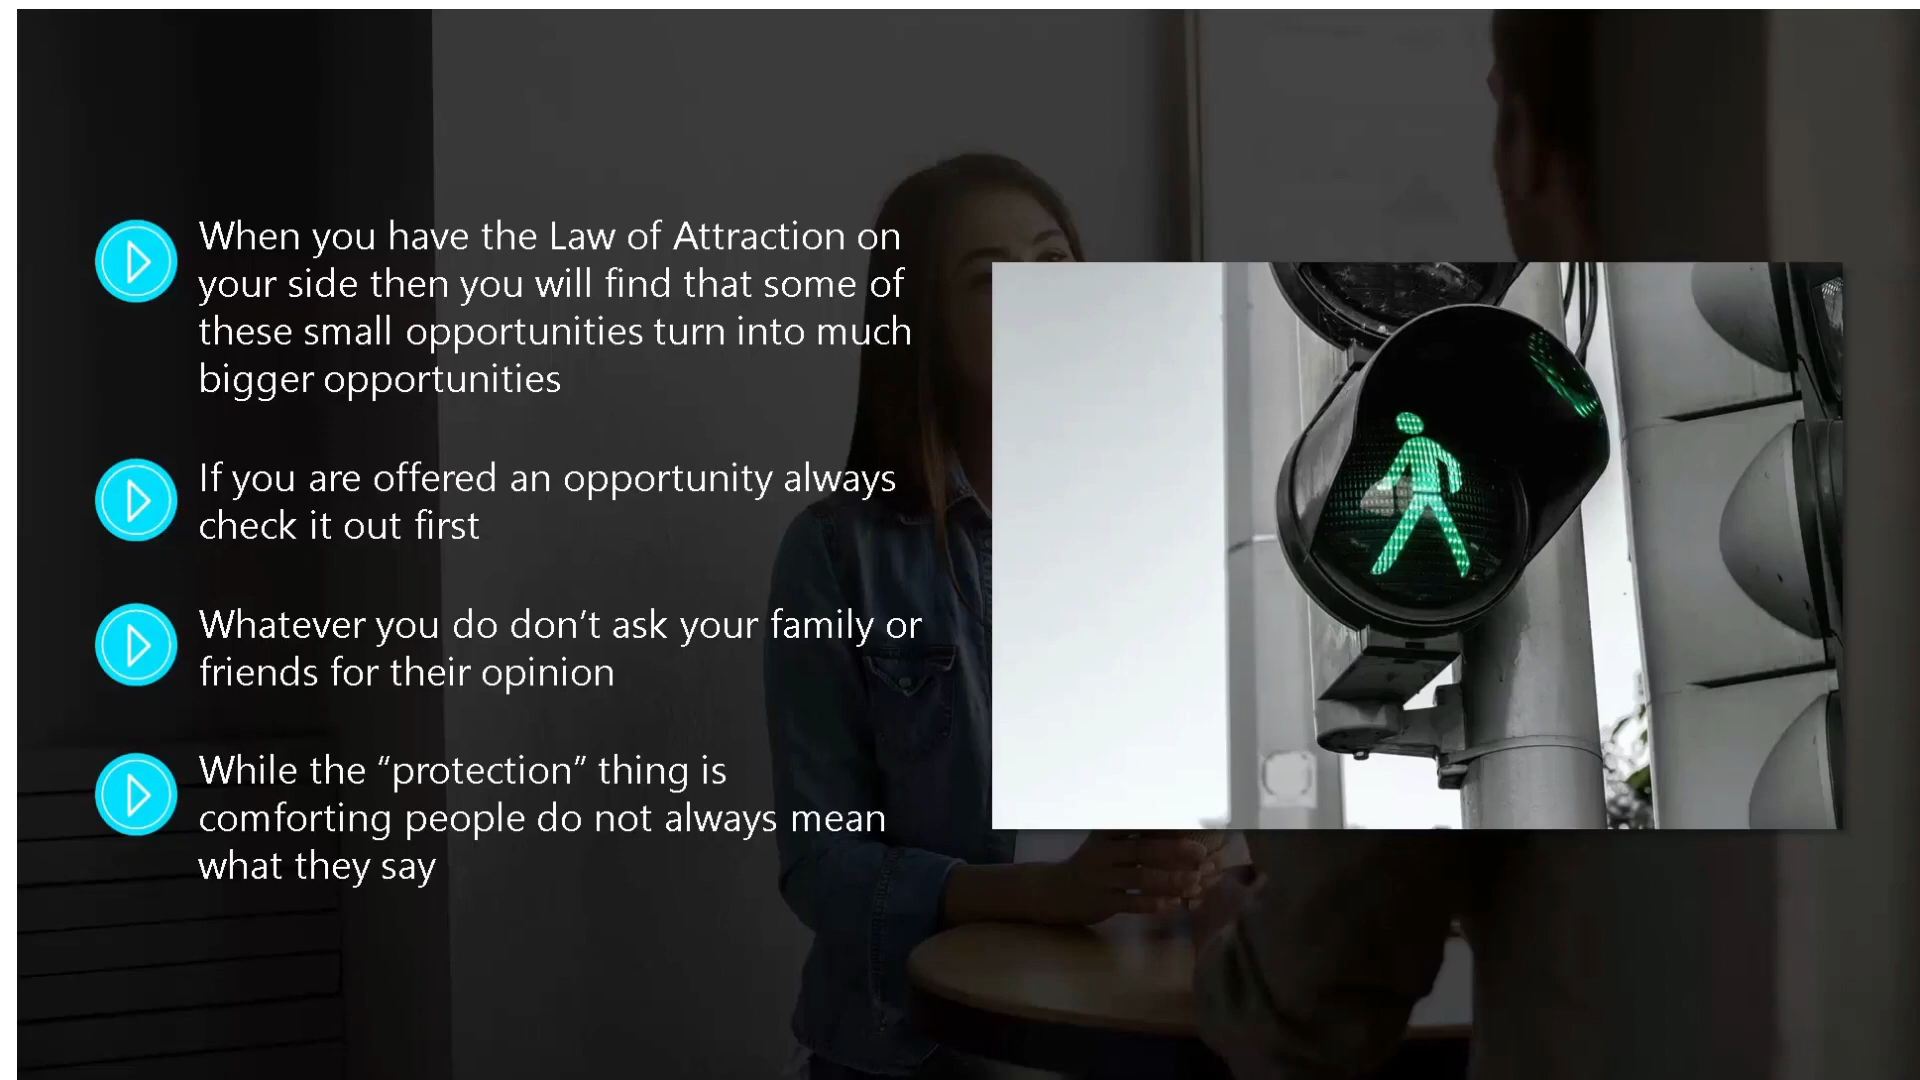 When you have the Law of Attraction on
your side then you will find that some of
these small opportunities turn into much
bigger opportunities
If you are offered an opportunity always
check it out first
Whatever you do don’t ask your family or
friends for their opinion
While the “protection” thing is
comforting people do not always mean
what they say